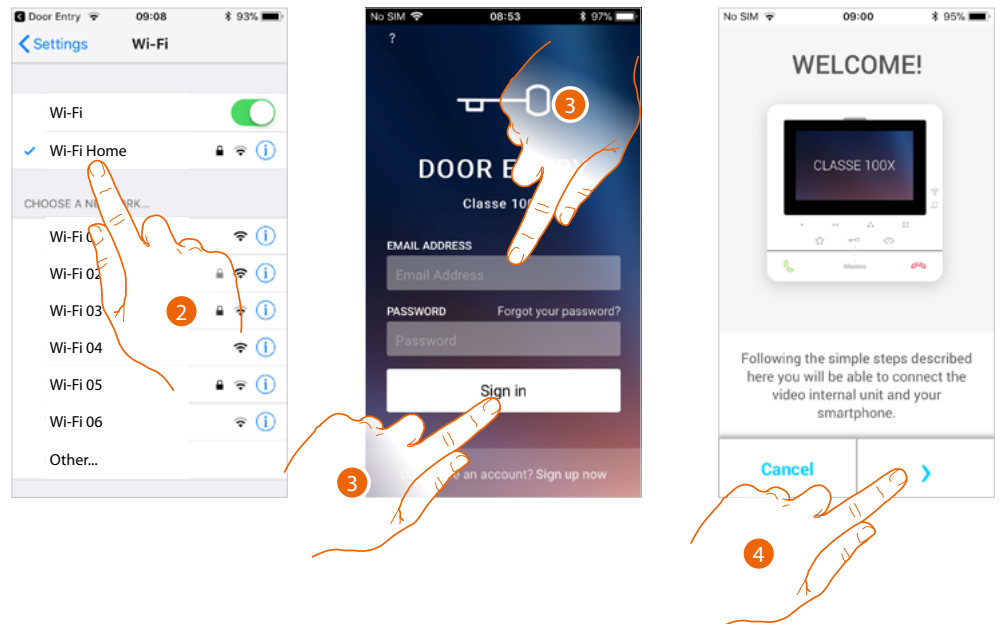 Door Entry 09:08 93%
Settings Wi-Fi
Wi-Fi
Wi-Fi Home
CHOOSE A
Wi-Fi
Wi-Fi 02
Wi-Fi 03
2
Wi-Fi 04
Wi-Fi 05
Wi-Fi 06
Other...
No SIM 08:53 97%
?
3
DOOR
Classe
EMAIL ADDRESS
Email Address
PASSWORD Forgot your password?
Password
Sign in
an account? Sign up now
3
No SIM 09:00 95%
WELCOME!
CLASSE 100X
Following the simple steps described
here you will be able to connect the
video internal unit and your
smartphone.
Cancel
4